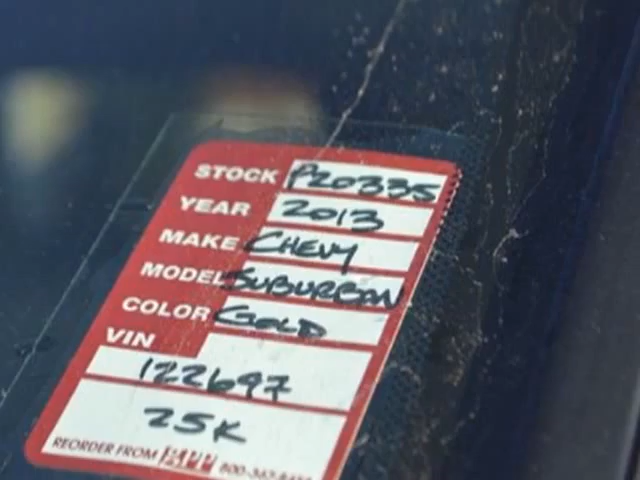 STOCK P20335
YEAR 2013
MAKE CHEVY
MODEL SUBURBAN
COLOR GOLD
VIN
122697
25K
REORDER FROM